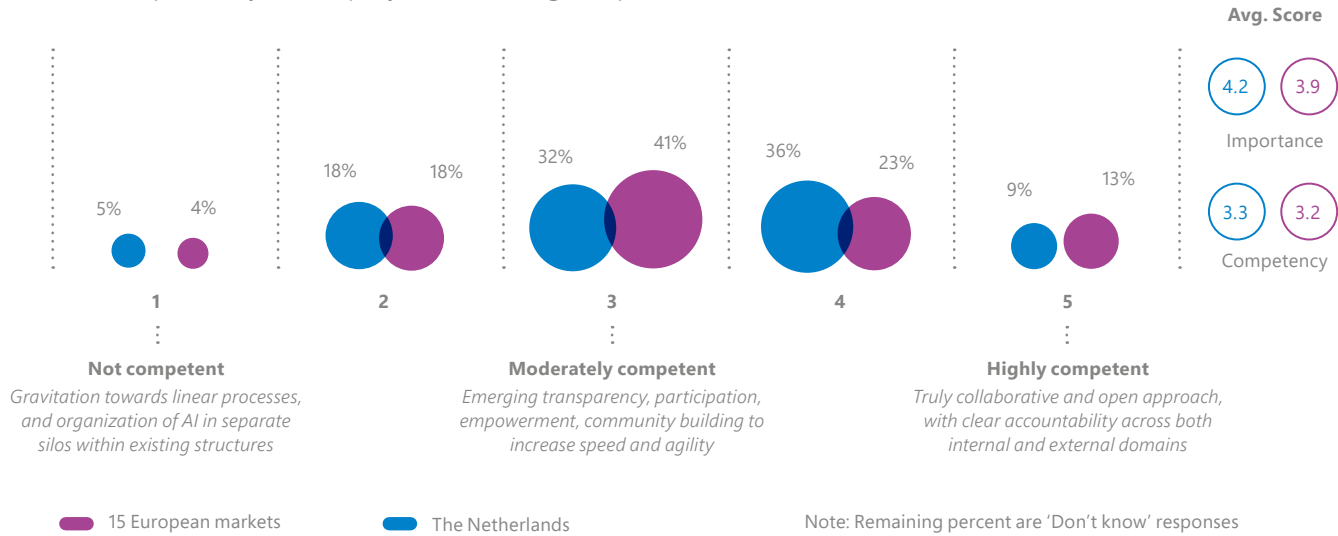 Avg. Score
4.2 3.9
Importance
3.3 3.2
Competency
5% 4%
18% 18%
32% 41%
36% 23%
9% 13%
1 2 3 4 5
Not competent
Gravitation towards linear processes,
and organization of AI in separate
silos within existing structures
Moderately competent
Emerging transparency, participation,
empowerment, community building to
increase speed and agility
Highly competent
Truly collaborative and open approach,
with clear accountability across both
internal and external domains
15 European markets
The Netherlands
Note: Remaining percent are ‘Don’t know’ responses